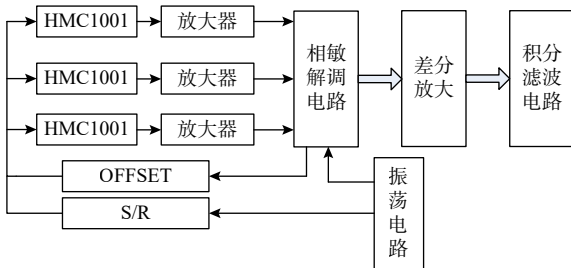 HMC1001
放大器
HMC1001
放大器
HMC1001
放大器
相敏
解调
电路
差分
放大
积分
滤波
电路
OFFSET
S/R
振
荡
电
路